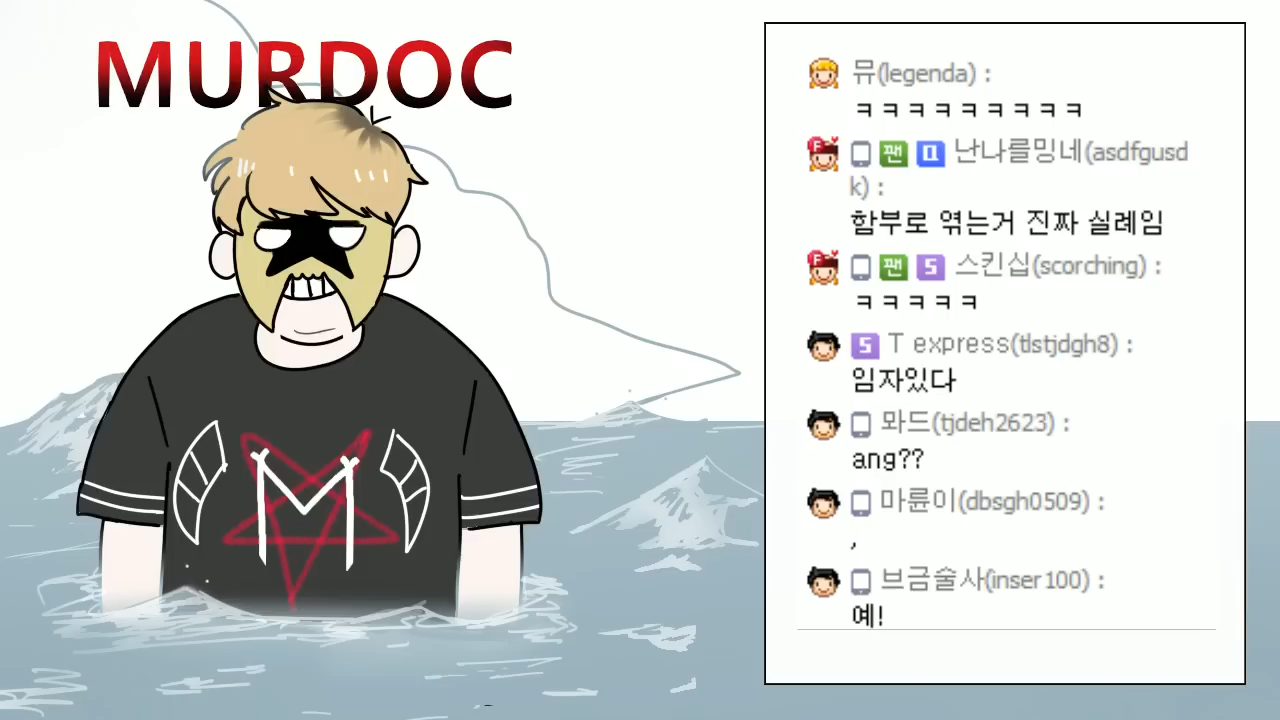 MURDOC
뮤(legenda) :
ㅋㅋㅋㅋㅋㅋㅋㅋㅋ
팬 난나를밍네(asdfgusd
k) :
함부로 엮는거 진짜 실례임
팬 S 스킨십(scorching) :
ㅋㅋㅋㅋㅋ
S T express(tlstjdgh8) :
임자있다
뫄드(tjdeh2623) :
ang??
마륜이(dbsgh0509) :
,
브금술사(inser100) :
예!
M